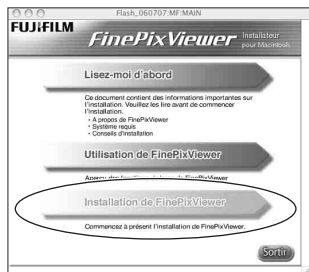 Flash_060707:MF:MAIN
FUJIFILM
FinePixViewer
Installateur
pour Macintosh
Lisez-moi d'abord
Ce document contient des informations importantes sur
l'installation. Veuillez les lire avant de commencer
l'installation.
• A propos de FinePixViewer
• Système requis
• Conseils d'installation
Utilisation de FinePixViewer
Installation de FinePixViewer
Commencez à présent l'installation de FinePixViewer.
Sortir